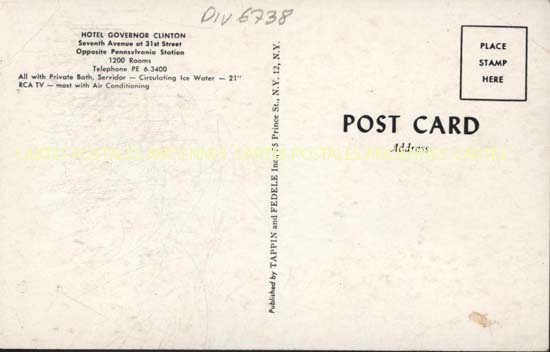 DIV 6738
HOTEL GOVERNOR CLINTON
Seventh Avenue at 31st Street
Opposite Pennsylvania Station
1200 Rooms
Telephone PE 6-3400
All with Private Bath, Servidor — Circulating Ice Water — 21"
RCA TV — most with Air Conditioning
Published by TAPPIN and FEDELE Inc., 75 Prince St., N.Y. 12, N.Y.
PLACE
STAMP
HERE
POST CARD
Address